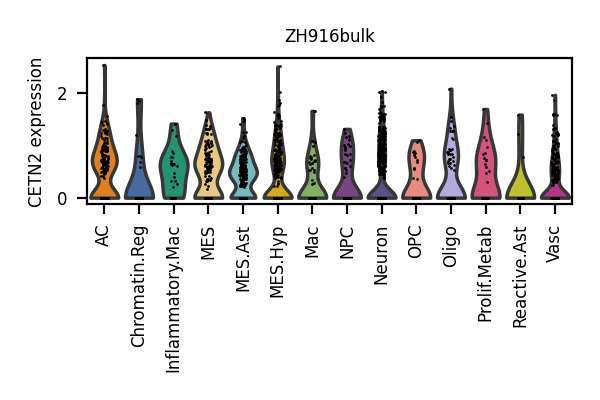 ZH916bulk
CETN2 expression
2
0
AC
Chromatin.Reg
Inflammatory.Mac
MES
MES.Ast
MES.Hyp
Mac
NPC
Neuron
OPC
Oligo
Prolif.Metab
Reactive.Ast
Vasc